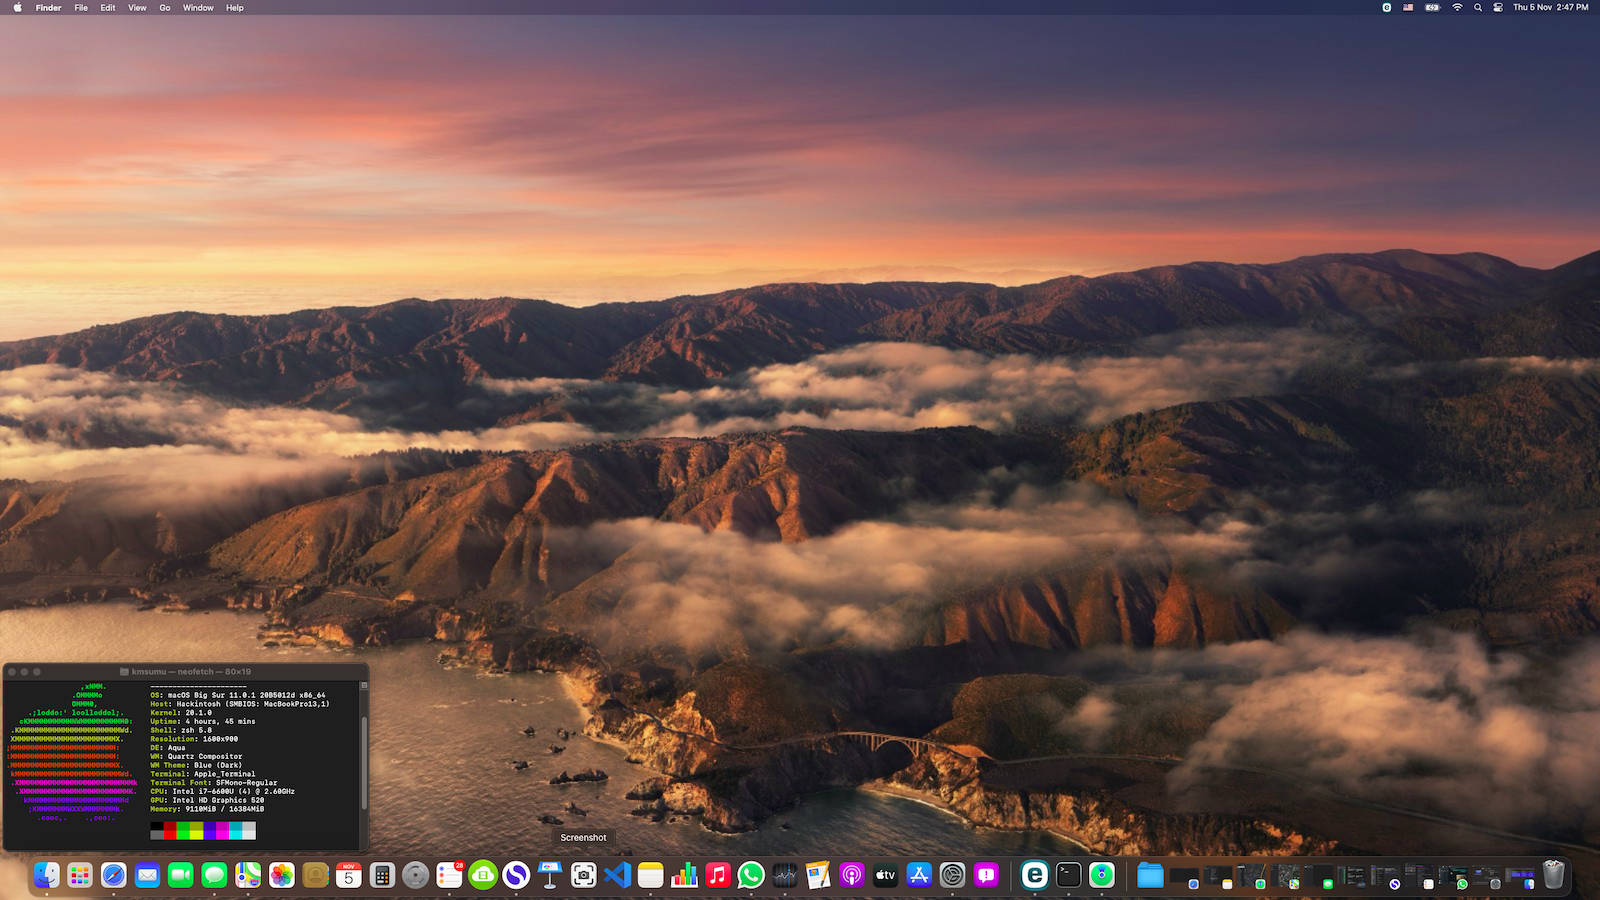 Finder File Edit View Go Window Help
Thu 5 Nov 2:47 PM
kmsumu — neofetch — 80×19
OS: macOS Big Sur 11.0.1 20B5012d x86_64
Host: Hackintosh (SMBIOS: MacBookPro13,1)
Kernel: 20.1.0
Uptime: 4 hours, 45 mins
Shell: zsh 5.8
Resolution: 1600x900
DE: Aqua
WM: Quartz Compositor
WM Theme: Blue (Dark)
Terminal: Apple_Terminal
Terminal Font: SFMono-Regular
CPU: Intel i7-6600U (4) @ 2.60GHz
GPU: Intel HD Graphics 520
Memory: 9110MiB / 16384MiB
Screenshot
NOV
5
28
tv